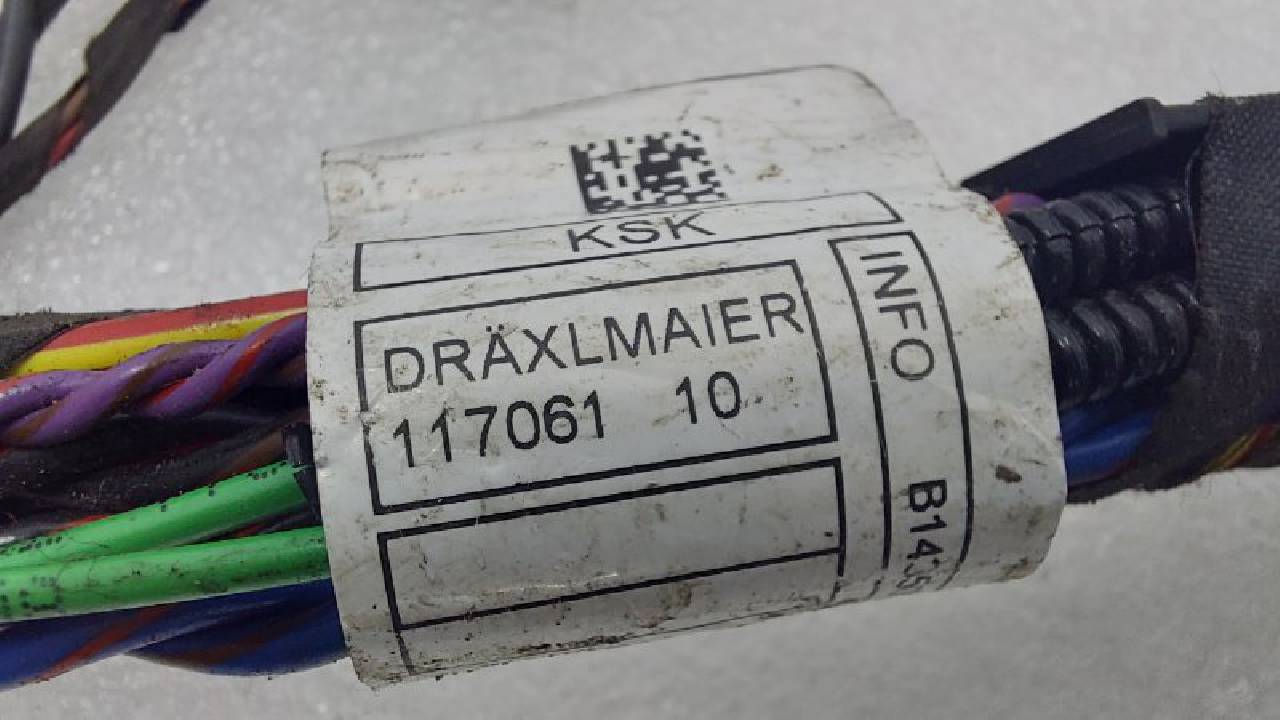 KSK
DRÄXLMAIER
117061 10
INFO